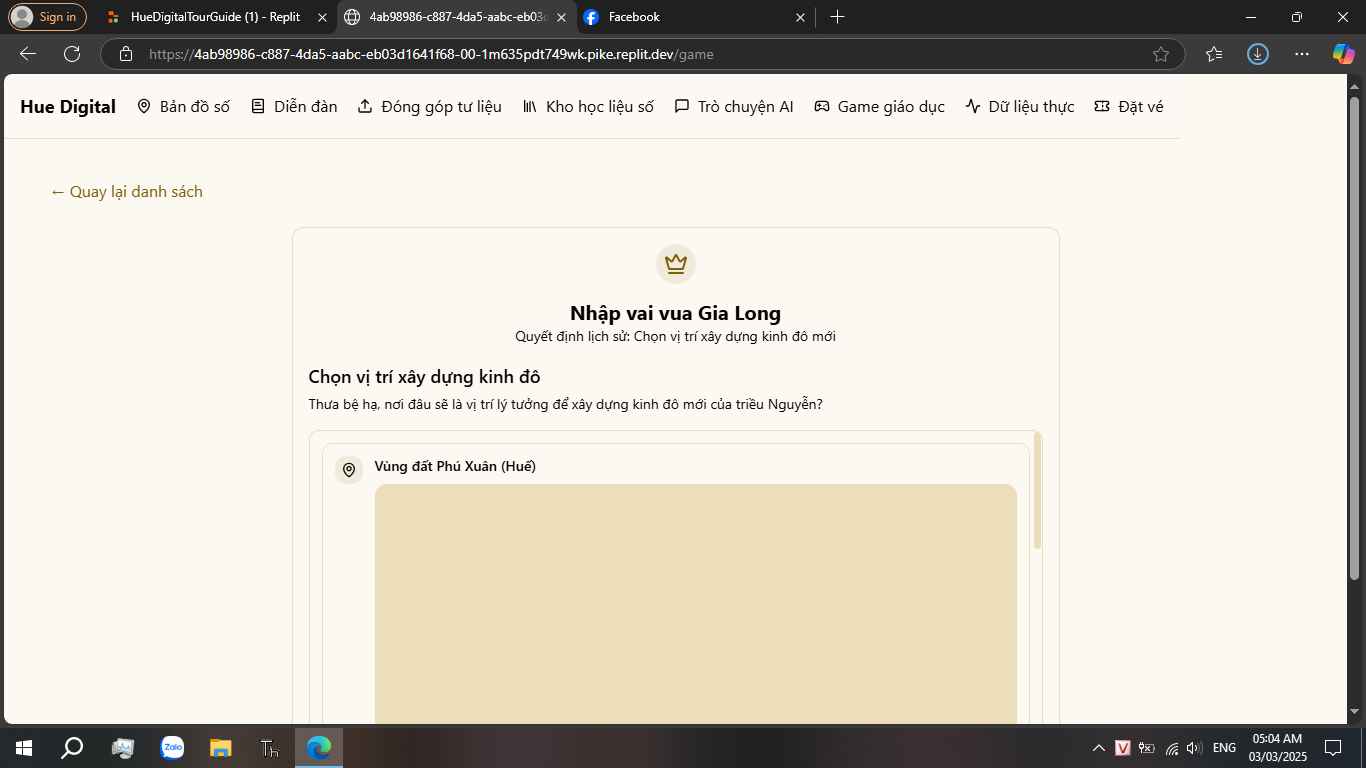 Sign in
HueDigitalTourGuide (1) - Replit
4ab98986-c887-4da5-aabc-eb03d
Facebook
https://4ab98986-c887-4da5-aabc-eb03d1641f68-00-1m635pdt749wk.pike.replit.dev/game
Hue Digital
Bản đồ số
Diễn đàn
Đóng góp tư liệu
Kho học liệu số
Trò chuyện AI
Game giáo dục
Dữ liệu thực
Đặt vé
← Quay lại danh sách
Nhập vai vua Gia Long
Quyết định lịch sử: Chọn vị trí xây dựng kinh đô mới
Chọn vị trí xây dựng kinh đô
Thưa bệ hạ, nơi đâu sẽ là vị trí lý tưởng để xây dựng kinh đô mới của triều Nguyễn?
Vùng đất Phú Xuân (Huế)
Zalo
Th
V
ENG
05:04 AM
03/03/2025